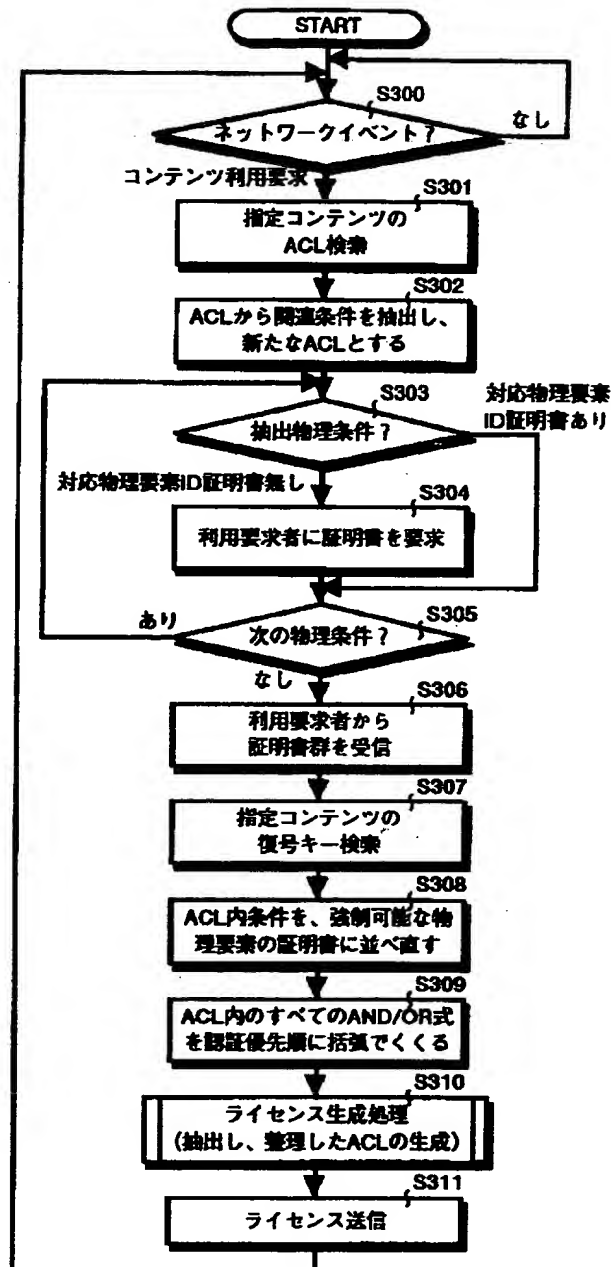 START
S300
ネットワークイベント?
なし
コンテンツ利用要求
S301
指定コンテンツの
ACL検索
S302
ACLから関連条件を抽出し、
新たなACLとする
S303
抽出物理条件?
対応物理要素
ID証明書あり
対応物理要素ID証明書無し
S304
利用要求者に証明書を要求
S305
次の物理条件?
あり
なし
S306
利用要求者から
証明書群を受信
S307
指定コンテンツの
復号キー検索
S308
ACL内条件を、強制可能な物
理要素の証明書に並べ直す
S309
ACL内のすべてのAND/OR式
を認証優先順に括弧でくくる
S310
ライセンス生成処理
(抽出し、整理したACLの生成)
S311
ライセンス送信